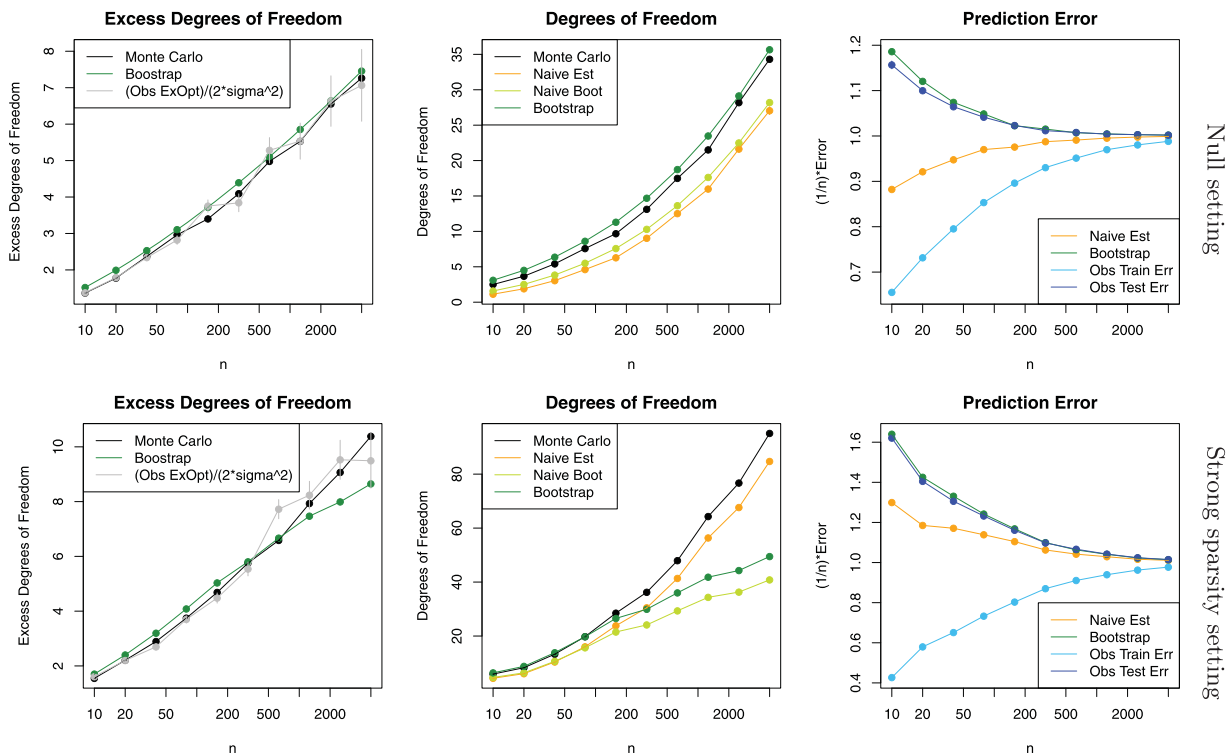 Excess Degrees of Freedom
Excess Degrees of Freedom
8
7
6
5
4
3
2
Monte Carlo
Boostrap
(Obs ExOpt)/(2*sigma^2)
10 20 50 200 500 2000
n
Degrees of Freedom
Degrees of Freedom
35
30
25
20
15
10
5
0
Monte Carlo
Naive Est
Naive Boot
Bootstrap
10 20 50 200 500 2000
n
Prediction Error
(1/n)*Error
1.2
1.1
1.0
0.9
0.8
0.7
Naive Est
Bootstrap
Obs Train Err
Obs Test Err
10 20 50 200 500 2000
n
Null setting
Excess Degrees of Freedom
Excess Degrees of Freedom
10
8
6
4
2
Monte Carlo
Boostrap
(Obs ExOpt)/(2*sigma^2)
10 20 50 200 500 2000
n
Degrees of Freedom
Degrees of Freedom
80
60
40
20
Monte Carlo
Naive Est
Naive Boot
Bootstrap
10 20 50 200 500 2000
n
Prediction Error
(1/n)*Error
1.6
1.4
1.2
1.0
0.8
0.6
0.4
Naive Est
Bootstrap
Obs Train Err
Obs Test Err
10 20 50 200 500 2000
n
Strong sparsity setting